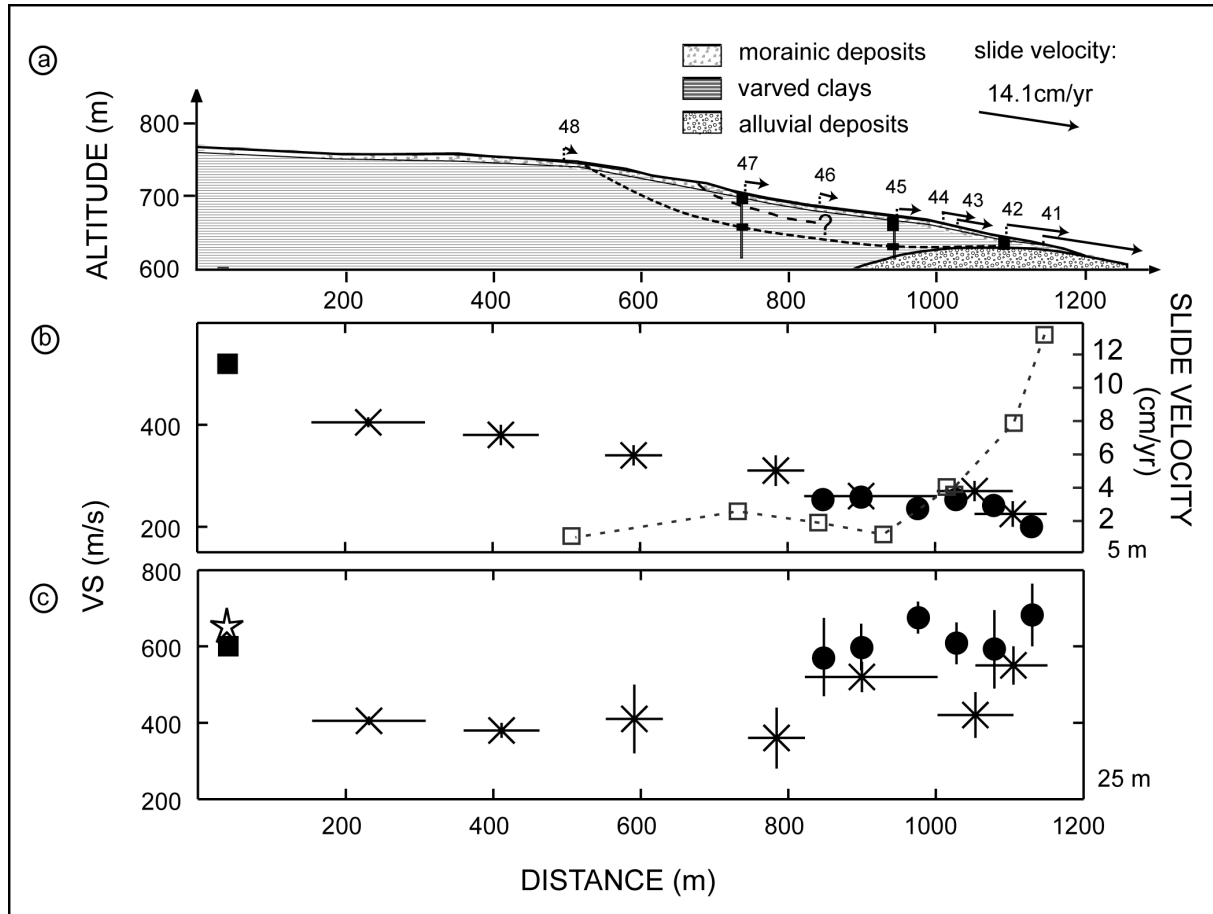 a
morainic deposits
varved clays
alluvial deposits
slide velocity:
14.1cm/yr
ALTITUDE (m)
800
700
600
48
47
46
45
44
43
42
41
?
200
400
600
800
1000
1200
b
400
200
12
10
8
6
4
2
5 m
SLIDE VELOCITY
(cm/yr)
VS (m/s)
c
800
600
400
200
25 m
200
400
600
800
1000
1200
DISTANCE (m)